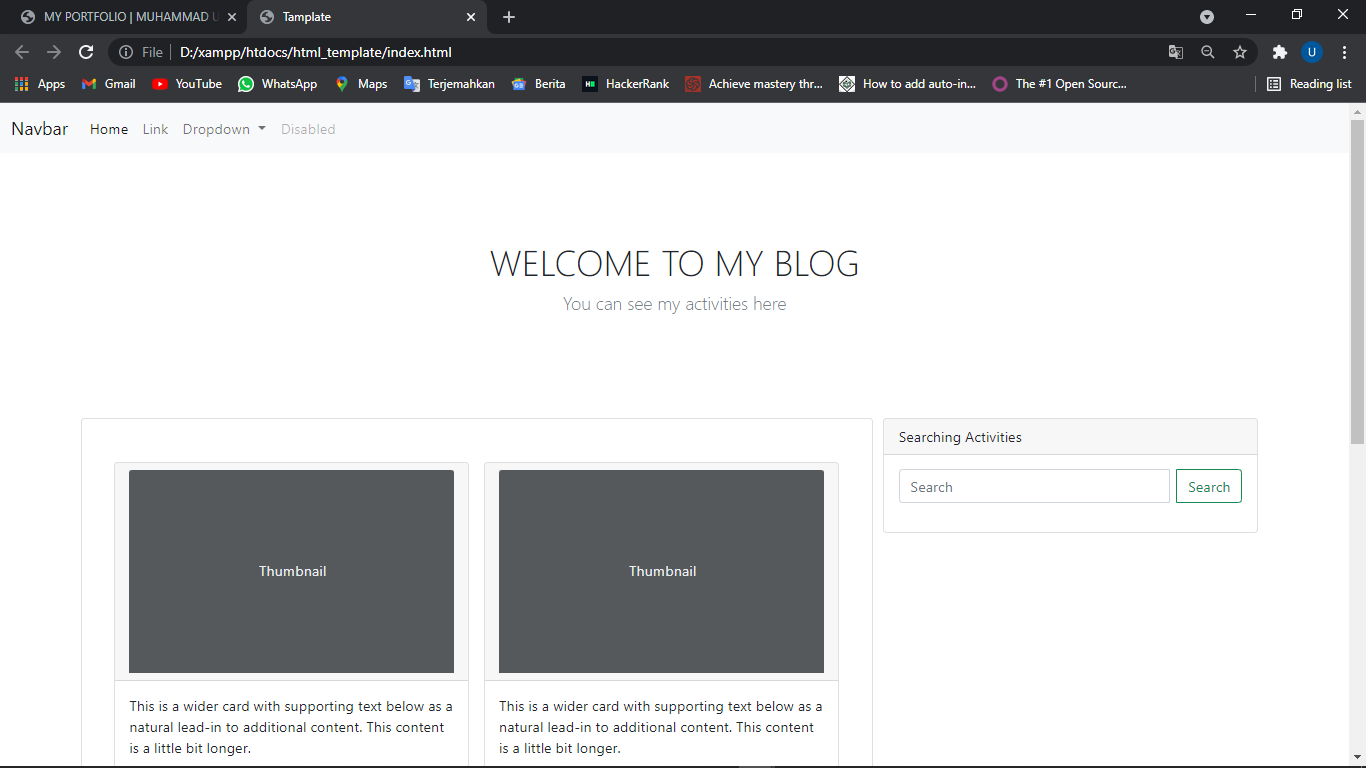 MY PORTFOLIO | MUHAMMAD U
Tamplate
File D:/xampp/htdocs/html_template/index.html
U
Apps Gmail YouTube WhatsApp Maps Terjemahkan Berita HackerRank Achieve mastery thr... How to add auto-in... The #1 Open Sourc... Reading list
Navbar Home Link Dropdown Disabled
WELCOME TO MY BLOG
You can see my activities here
Searching Activities
Search Search
Thumbnail Thumbnail
This is a wider card with supporting text below as a
natural lead-in to additional content. This content
is a little bit longer.
This is a wider card with supporting text below as a
natural lead-in to additional content. This content
is a little bit longer.